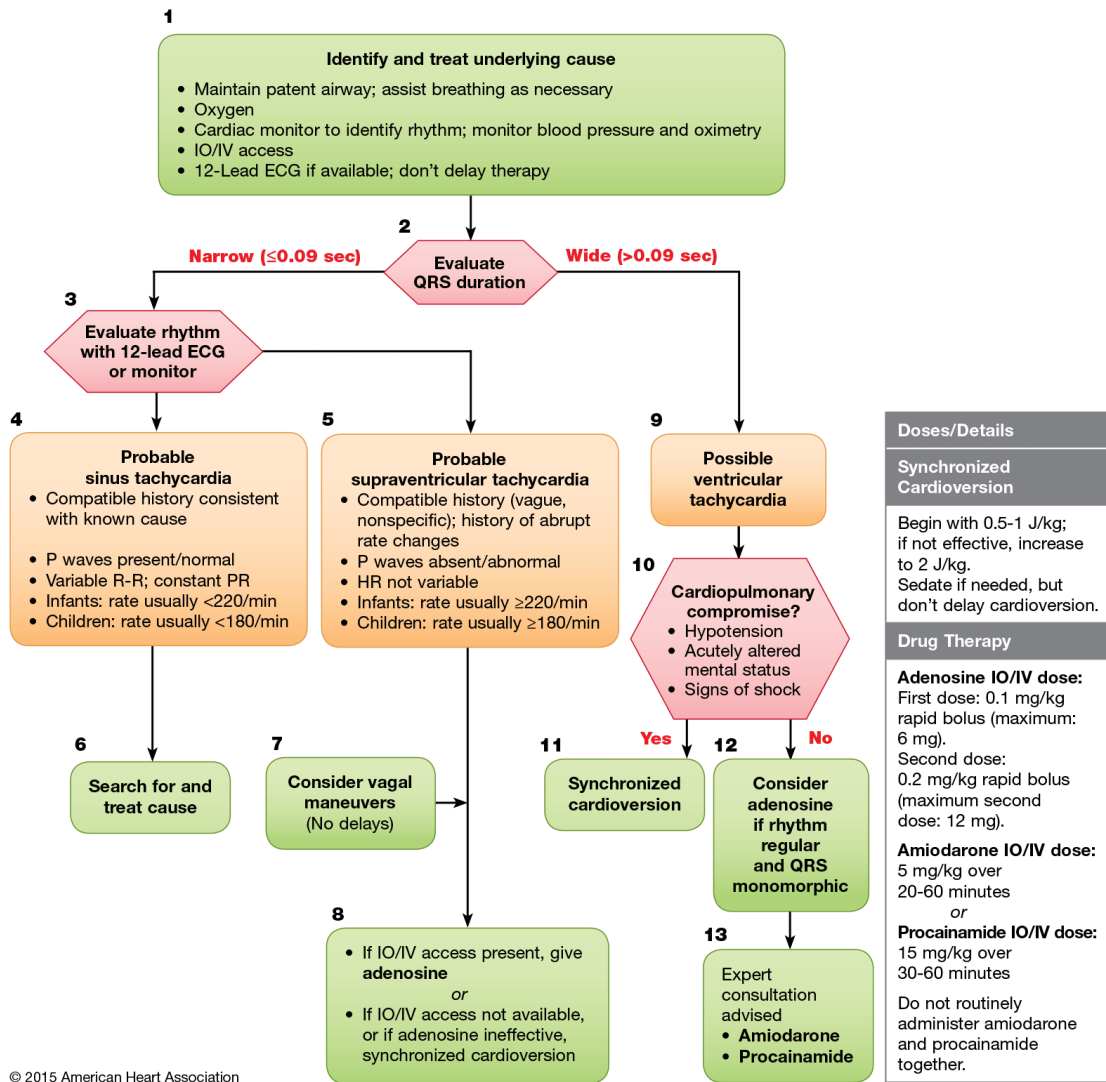 1
Identify and treat underlying cause
• Maintain patent airway; assist breathing as necessary
• Oxygen
• Cardiac monitor to identify rhythm; monitor blood pressure and oximetry
• IO/IV access
• 12-Lead ECG if available; don’t delay therapy
2
Narrow (≤0.09 sec)
Evaluate
QRS duration
Wide (>0.09 sec)
3
Evaluate rhythm
with 12-lead ECG
or monitor
4
Probable
sinus tachycardia
• Compatible history consistent
with known cause
• P waves present/normal
• Variable R-R; constant PR
• Infants: rate usually <220/min
• Children: rate usually <180/min
5
Probable
supraventricular tachycardia
• Compatible history (vague,
nonspecific); history of abrupt
rate changes
• P waves absent/abnormal
• HR not variable
• Infants: rate usually ≥220/min
• Children: rate usually ≥180/min
9
Possible
ventricular
tachycardia
10
Cardiopulmonary
compromise?
• Hypotension
• Acutely altered
mental status
• Signs of shock
6
Search for and
treat cause
7
Consider vagal
maneuvers
(No delays)
Yes
No
11
Synchronized
cardioversion
12
Consider
adenosine
if rhythm
regular
and QRS
monomorphic
8
• If IO/IV access present, give
adenosine
or
• If IO/IV access not available,
or if adenosine ineffective,
synchronized cardioversion
13
Expert
consultation
advised
• Amiodarone
• Procainamide
Doses/Details
Synchronized
Cardioversion
Begin with 0.5-1 J/kg;
if not effective, increase
to 2 J/kg.
Sedate if needed, but
don’t delay cardioversion.
Drug Therapy
Adenosine IO/IV dose:
First dose: 0.1 mg/kg
rapid bolus (maximum:
6 mg).
Second dose:
0.2 mg/kg rapid bolus
(maximum second
dose: 12 mg).
Amiodarone IO/IV dose:
5 mg/kg over
20-60 minutes
or
Procainamide IO/IV dose:
15 mg/kg over
30-60 minutes
Do not routinely
administer amiodarone
and procainamide
together.
© 2015 American Heart Association